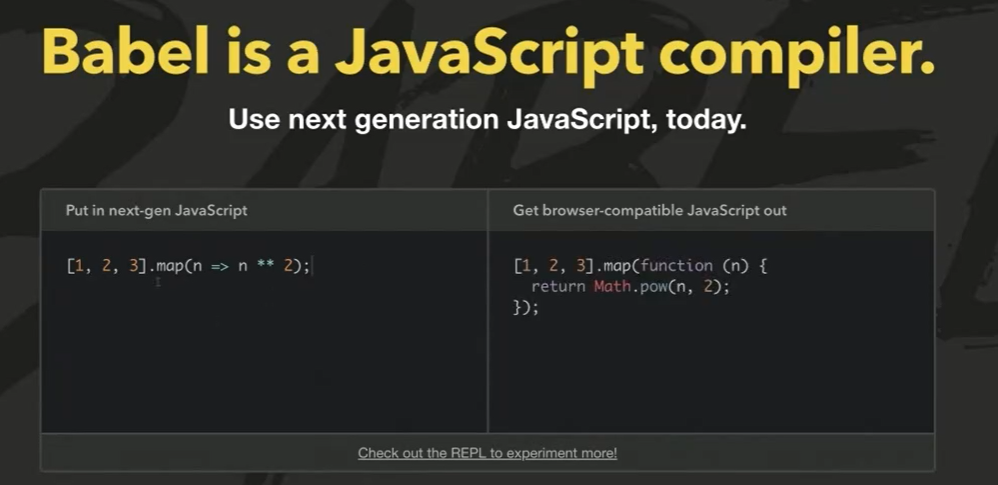 Babel is a JavaScript compiler.
Use next generation JavaScript, today.
Put in next-gen JavaScript
[1, 2, 3].map(n => n ** 2);
Get browser-compatible JavaScript out
[1, 2, 3].map(function (n) {
  return Math.pow(n, 2);
});
Check out the REPL to experiment more!